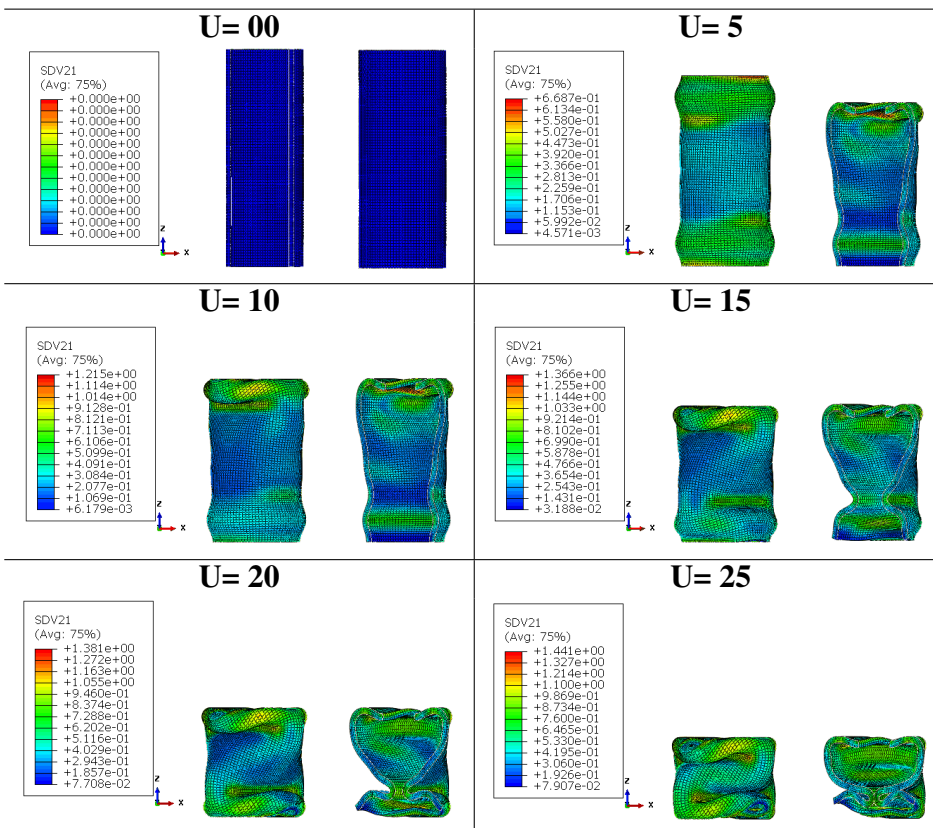 U= 00
SDV21
(Avg: 75%)
+0.000e+00
+0.000e+00
+0.000e+00
+0.000e+00
+0.000e+00
+0.000e+00
+0.000e+00
+0.000e+00
+0.000e+00
+0.000e+00
+0.000e+00
+0.000e+00
z
x
U= 5
SDV21
(Avg: 75%)
+6.687e-01
+6.134e-01
+5.580e-01
+5.027e-01
+4.473e-01
+3.920e-01
+3.366e-01
+2.813e-01
+2.259e-01
+1.706e-01
+1.153e-01
+5.992e-02
+4.571e-03
z
x
U= 10
SDV21
(Avg: 75%)
+1.215e+00
+1.114e+00
+1.014e+00
+9.128e-01
+8.121e-01
+7.113e-01
+6.106e-01
+5.099e-01
+4.091e-01
+3.084e-01
+2.077e-01
+1.069e-01
+6.179e-03
z
x
U= 15
SDV21
(Avg: 75%)
+1.366e+00
+1.255e+00
+1.144e+00
+1.033e+00
+9.214e-01
+8.102e-01
+6.990e-01
+5.878e-01
+4.766e-01
+3.654e-01
+2.543e-01
+1.431e-01
+3.188e-02
z
x
U= 20
SDV21
(Avg: 75%)
+1.381e+00
+1.272e+00
+1.163e+00
+1.055e+00
+9.460e-01
+8.374e-01
+7.288e-01
+6.202e-01
+5.116e-01
+4.029e-01
+2.943e-01
+1.857e-01
+7.708e-02
z
x
U= 25
SDV21
(Avg: 75%)
+1.441e+00
+1.327e+00
+1.214e+00
+1.100e+00
+9.869e-01
+8.734e-01
+7.600e-01
+6.465e-01
+5.330e-01
+4.195e-01
+3.060e-01
+1.926e-01
+7.907e-02
z
x